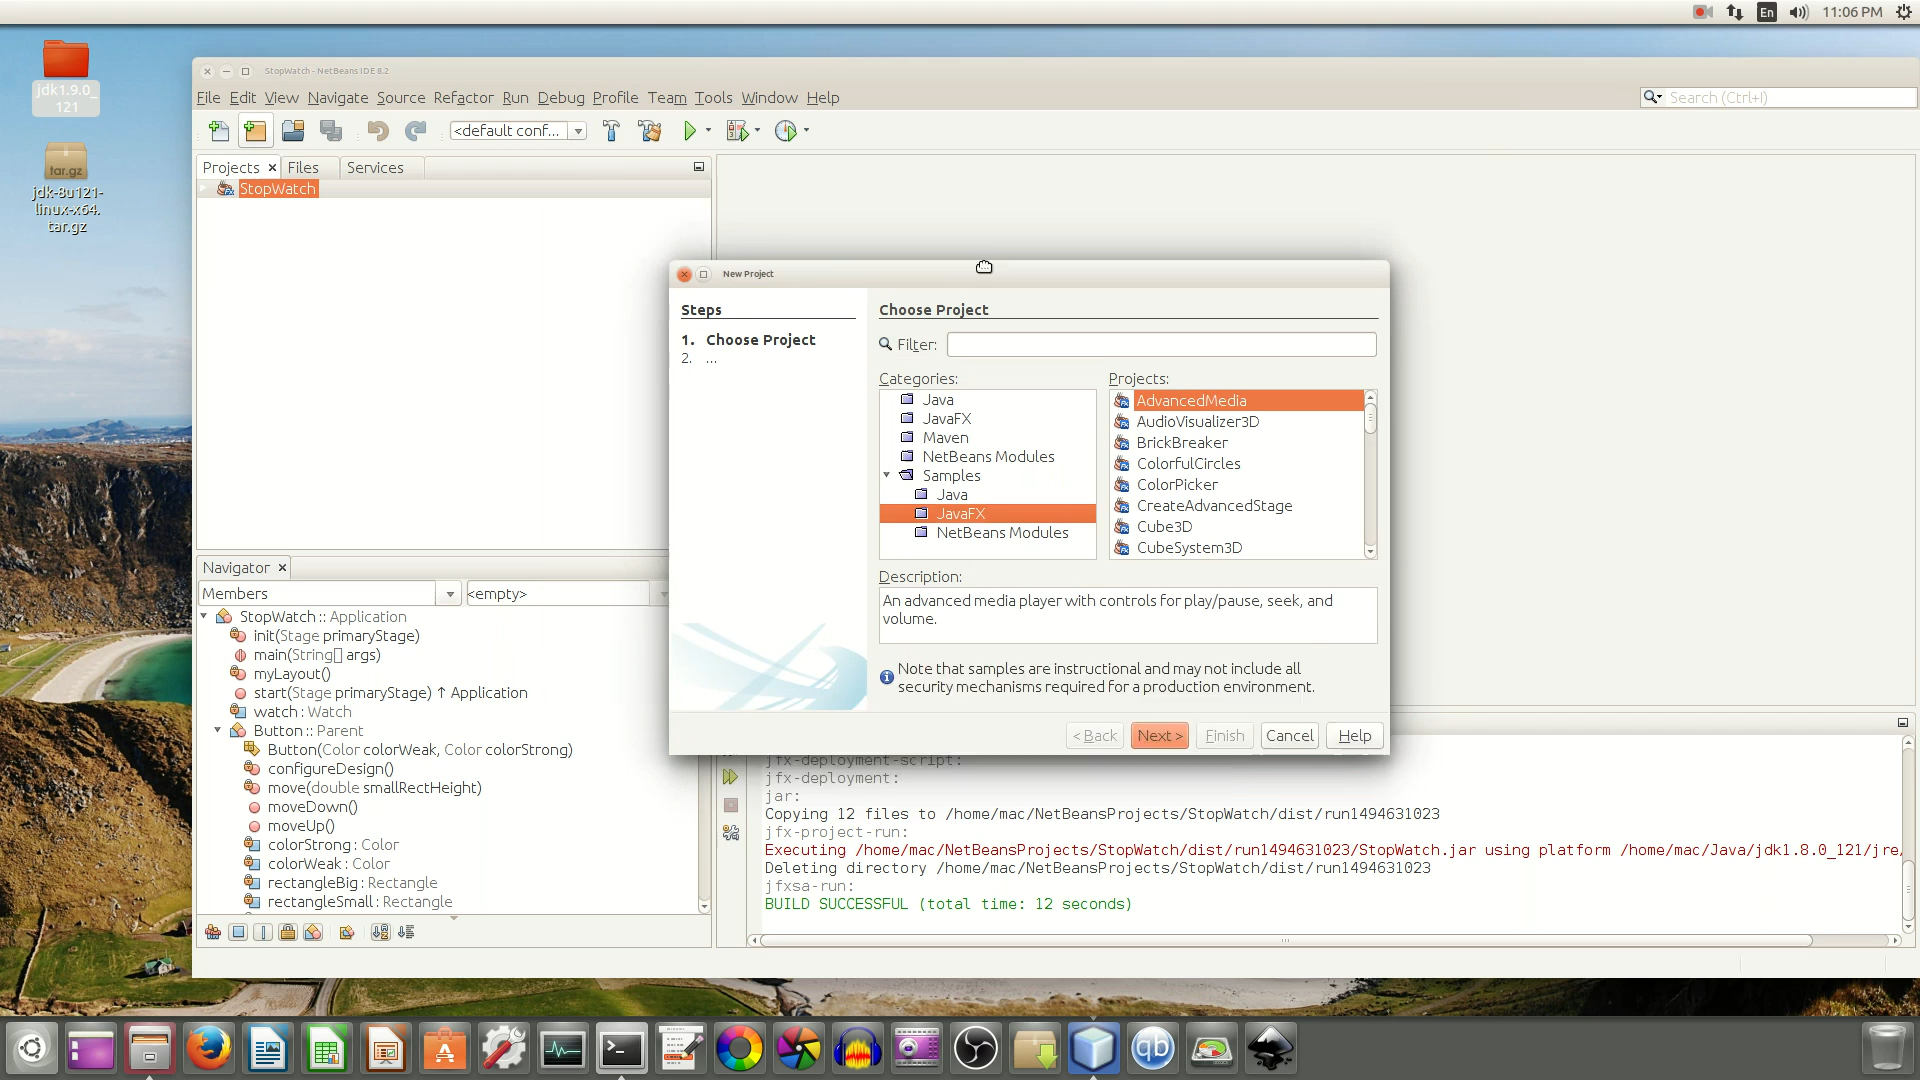 En
11:06 PM
jdk1.9.0_
121
tar.gz
jdk-8u121-
linux-x64.
tar.gz
StopWatch - NetBeans IDE 8.2
File Edit View Navigate Source Refactor Run Debug Profile Team Tools Window Help
Search (Ctrl+I)
<default conf...
Projects Files Services
StopWatch
Navigator
Members
<empty>
StopWatch :: Application
init(Stage primaryStage)
main(String[] args)
myLayout()
start(Stage primaryStage) ↑ Application
watch : Watch
Button :: Parent
Button(Color colorWeak, Color colorStrong)
configureDesign()
move(double smallRectHeight)
moveDown()
moveUp()
colorStrong : Color
colorWeak : Color
rectangleBig : Rectangle
rectangleSmall : Rectangle
New Project
Steps
1. Choose Project
2. ...
Choose Project
Filter:
Categories:
Java
JavaFX
Maven
NetBeans Modules
Samples
Java
JavaFX
NetBeans Modules
Projects:
AdvancedMedia
AudioVisualizer3D
BrickBreaker
ColorfulCircles
ColorPicker
CreateAdvancedStage
Cube3D
CubeSystem3D
Description:
An advanced media player with controls for play/pause, seek, and
volume.
Note that samples are instructional and may not include all
security mechanisms required for a production environment.
< Back Next > Finish Cancel Help
jfx-deployment-script:
jfx-deployment:
jar:
Copying 12 files to /home/mac/NetBeansProjects/StopWatch/dist/run1494631023
jfx-project-run:
Executing /home/mac/NetBeansProjects/StopWatch/dist/run1494631023/StopWatch.jar using platform /home/mac/Java/jdk1.8.0_121/jre/
Deleting directory /home/mac/NetBeansProjects/StopWatch/dist/run1494631023
jfxsa-run:
BUILD SUCCESSFUL (total time: 12 seconds)
qb